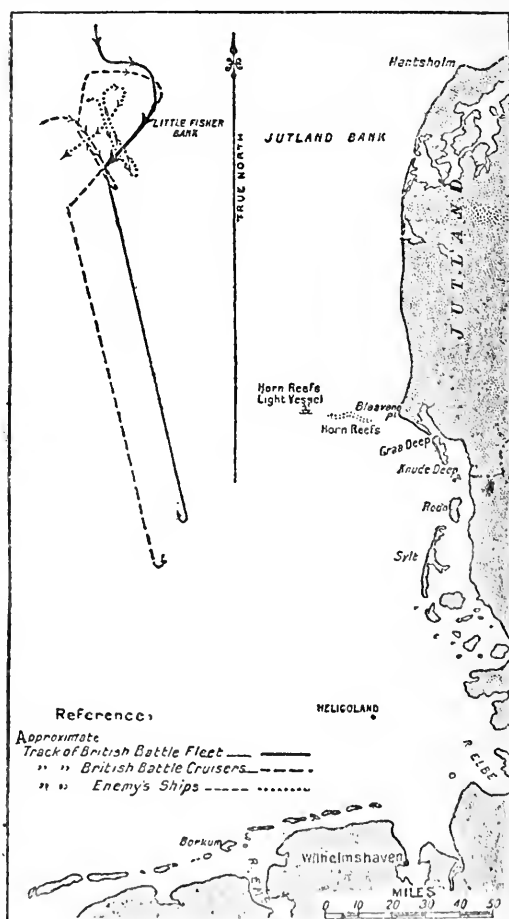 Hantsholm
LITTLE FISHER
BANK
TRUE NORTH
JUTLAND BANK
JUTLAND
Horn Reefs
Light Vessel
Horn Reefs
Blaavand
Pt.
Graa Deep
Knude Deep
Rodo
Sylt
HELIGOLAND
Reference:
Approximate
Track of British Battle Fleet
" " British Battle Cruisers
" " Enemy's Ships
R. ELBE
Borkum
Wilhelmshaven
MILES
10 0 10 20 30 40 50